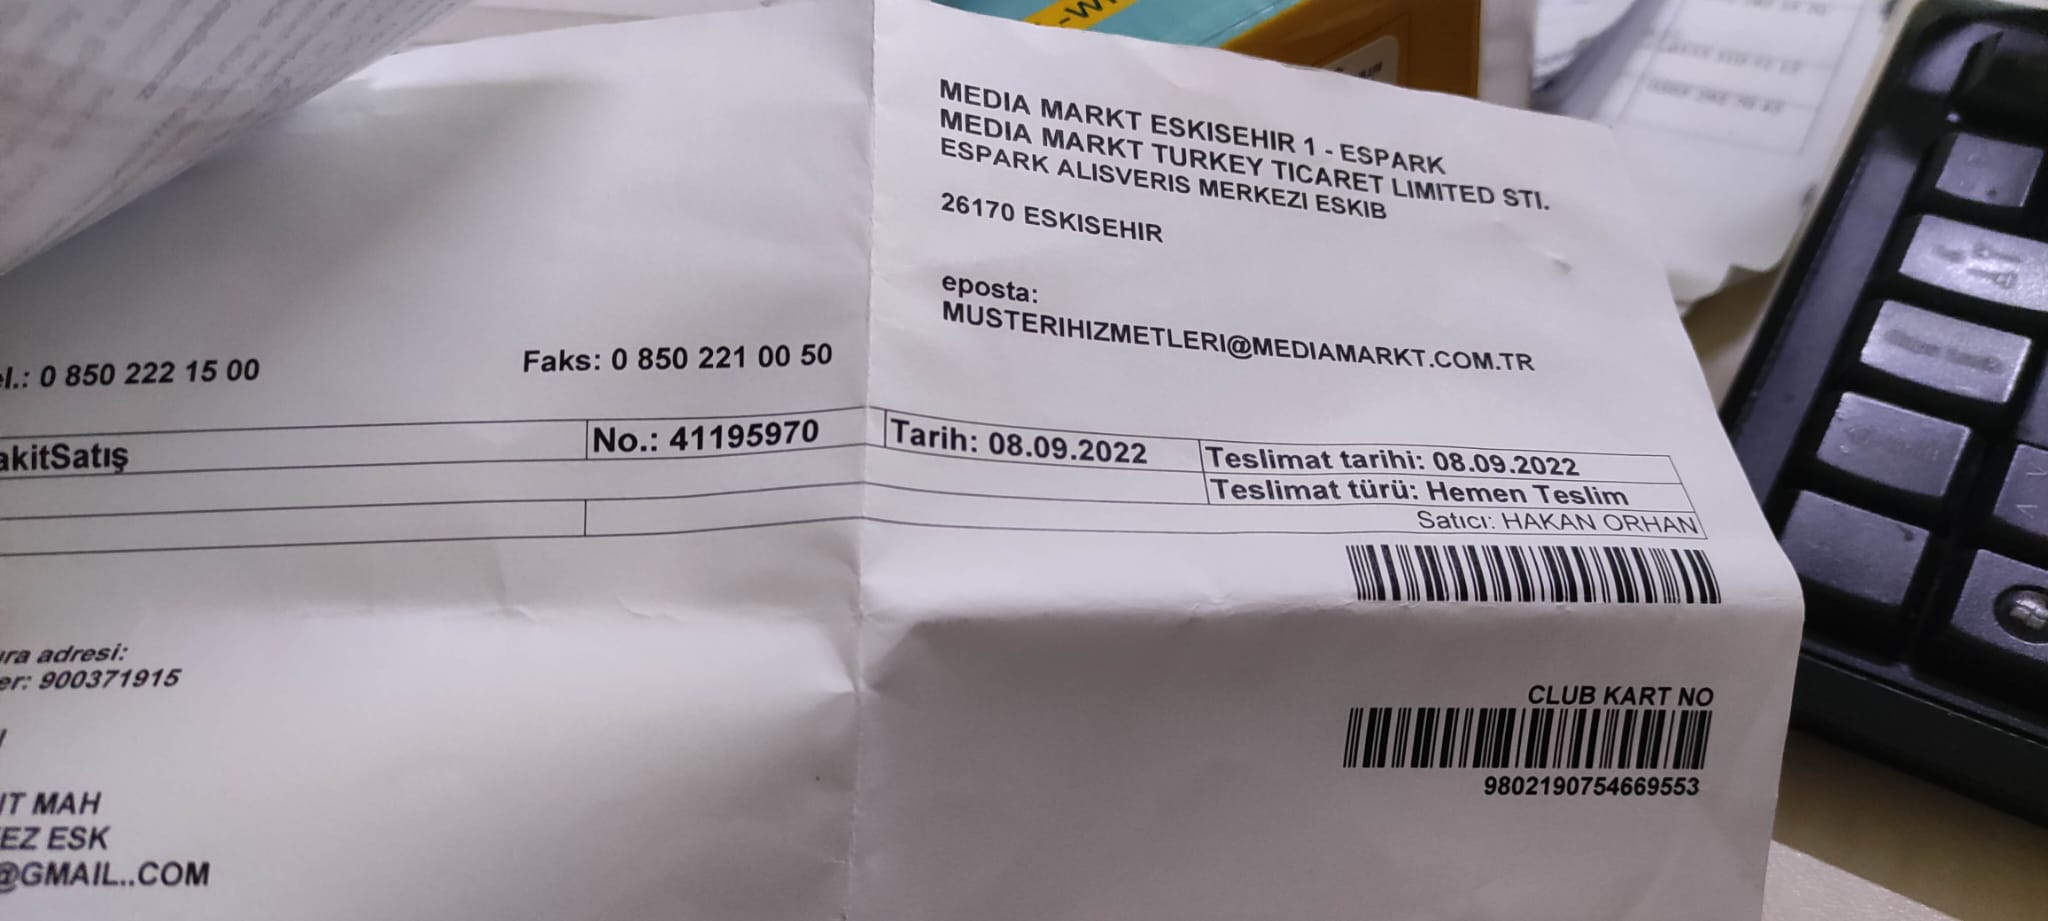 MEDIA MARKT ESKISEHIR 1 - ESPARK
MEDIA MARKT TURKEY TICARET LIMITED STI.
ESPARK ALISVERIS MERKEZI ESKIB
26170 ESKISEHIR
eposta:
MUSTERIHIZMETLERI@MEDIAMARKT.COM.TR
el.: 0 850 222 15 00 Faks: 0 850 221 00 50
akitSatış No.: 41195970 Tarih: 08.09.2022 Teslimat tarihi: 08.09.2022
Teslimat türü: Hemen Teslim
Satıcı: HAKAN ORHAN
ura adresi:
er: 900371915
CLUB KART NO
9802190754669553
IT MAH
EZ ESK
@GMAIL..COM